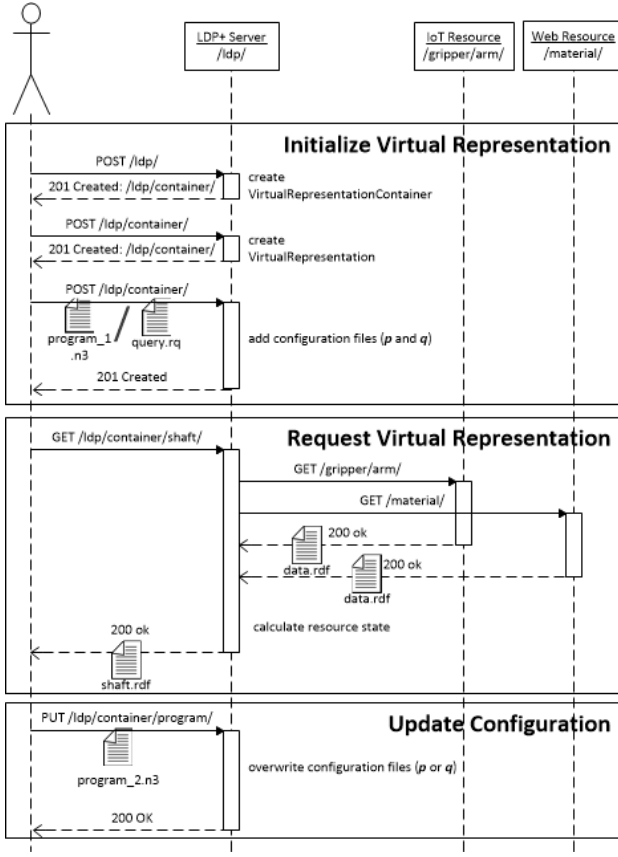 LDP+ Server
/ldp/
IoT Resource
/gripper/arm/
Web Resource
/material/
Initialize Virtual Representation
POST /ldp/
create
VirtualRepresentationContainer
201 Created: /ldp/container/
POST /ldp/container/
create
VirtualRepresentation
201 Created: /ldp/container/
POST /ldp/container/
program_1
.n3
/
query.rq
add configuration files (p and q)
201 Created
Request Virtual Representation
GET /ldp/container/shaft/
GET /gripper/arm/
GET /material/
200 ok
data.rdf
200 ok
data.rdf
calculate resource state
200 ok
shaft.rdf
Update Configuration
PUT /ldp/container/program/
program_2.n3
overwrite configuration files (p or q)
200 OK